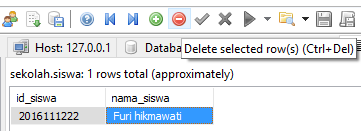 Host: 127.0.0.1
Databa
Delete selected row(s) (Ctrl+Del)
sekolah.siswa: 1 rows total (approximately)
id_siswa nama_siswa
2016111222 Furi hikmawati